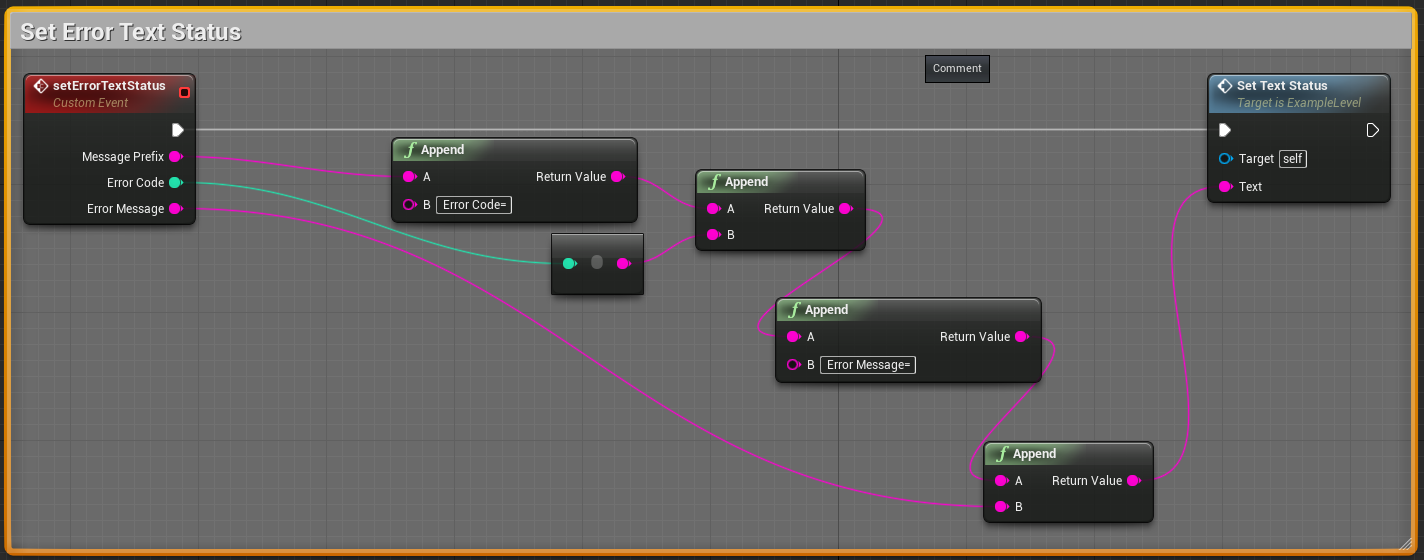 Set Error Text Status
Comment
setErrorTextStatus
Custom Event
Message Prefix
Error Code
Error Message
f Append
A
Return Value
B
Error Code=
f Append
A
Return Value
B
f Append
A
Return Value
B
Error Message=
f Append
A
Return Value
B
Set Text Status
Target is ExampleLevel
Target
self
Text